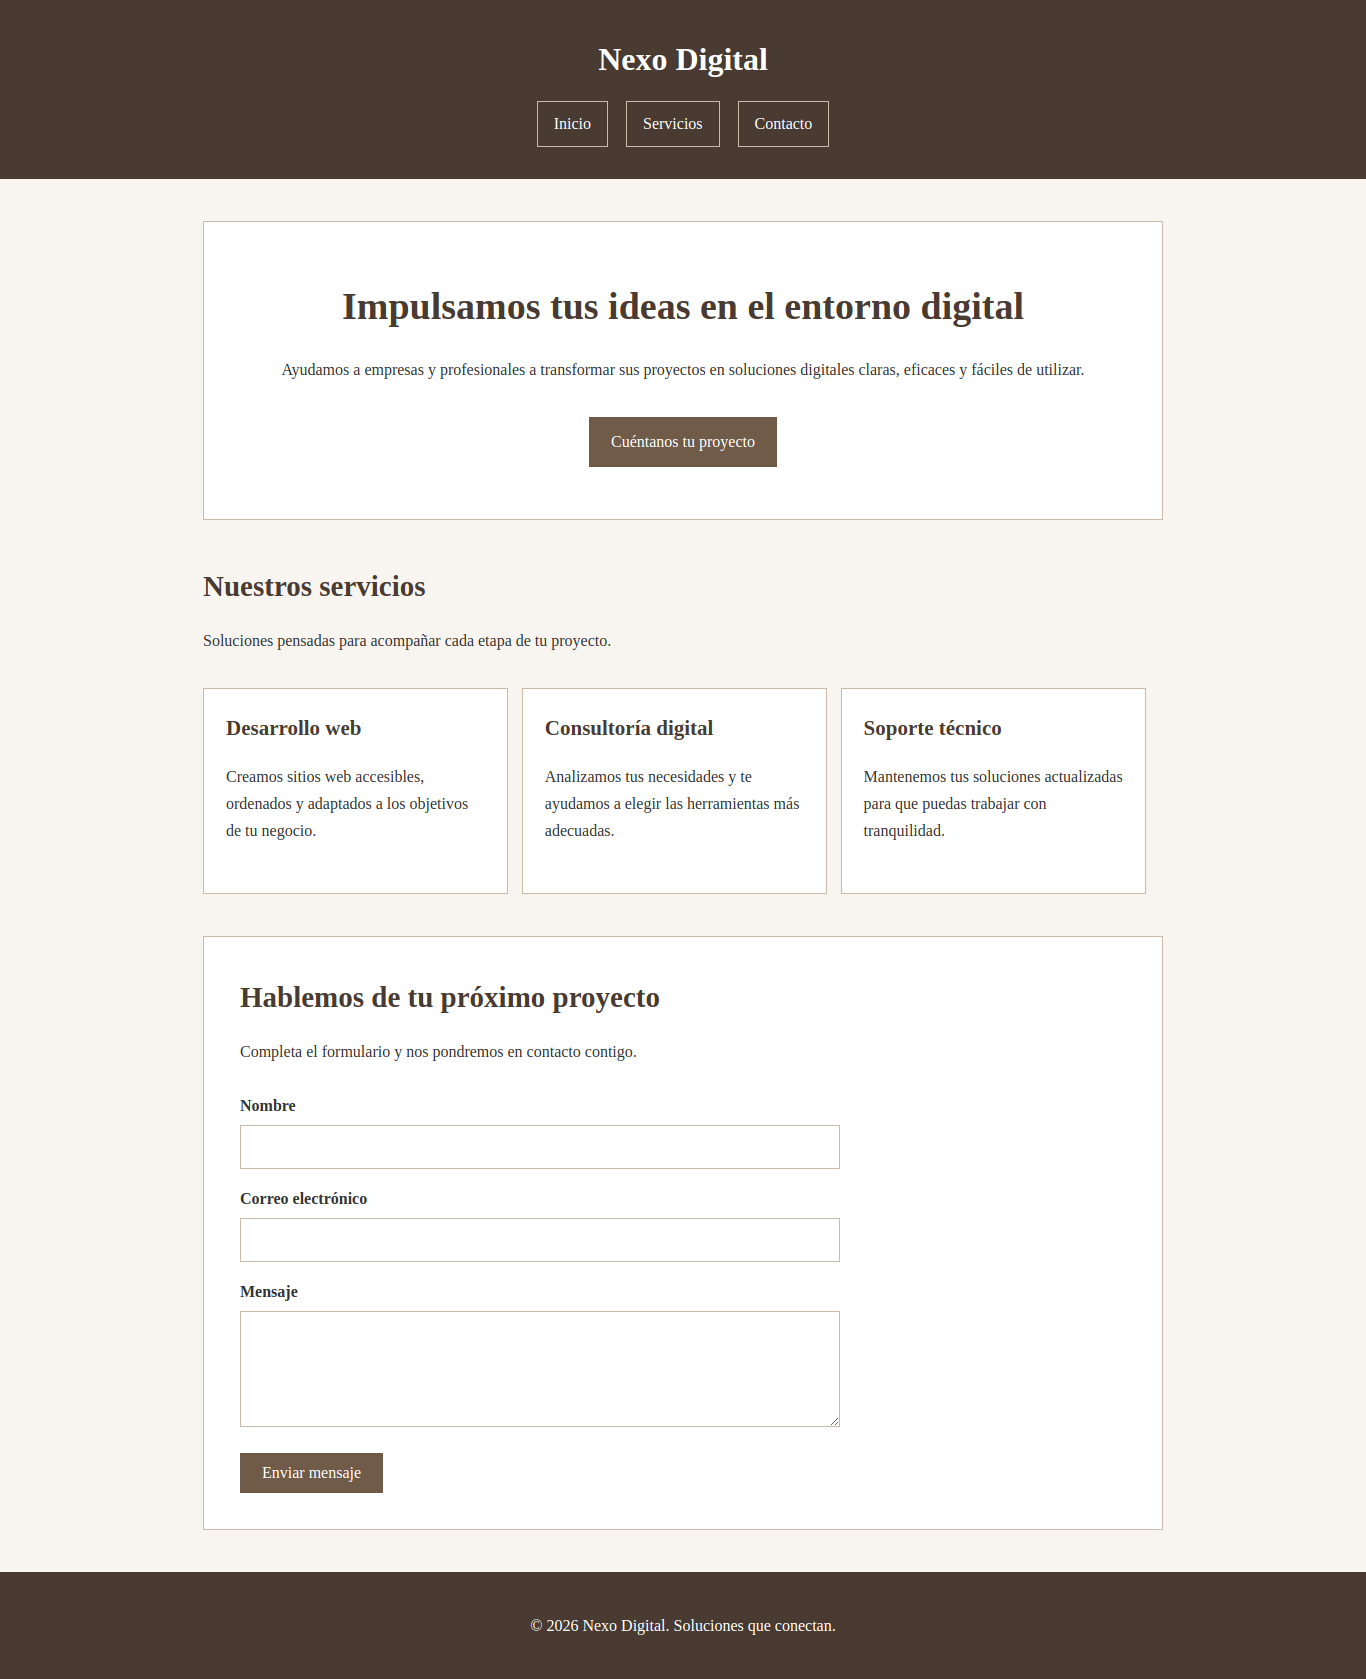 Nexo Digital
Inicio
Servicios
Contacto
Impulsamos tus ideas en el entorno digital
Ayudamos a empresas y profesionales a transformar sus proyectos en soluciones digitales claras, eficaces y fáciles de utilizar.
Cuéntanos tu proyecto
Nuestros servicios
Soluciones pensadas para acompañar cada etapa de tu proyecto.
Desarrollo web
Creamos sitios web accesibles,
ordenados y adaptados a los objetivos
de tu negocio.
Consultoría digital
Analizamos tus necesidades y te
ayudamos a elegir las herramientas más
adecuadas.
Soporte técnico
Mantenemos tus soluciones actualizadas
para que puedas trabajar con
tranquilidad.
Hablemos de tu próximo proyecto
Completa el formulario y nos pondremos en contacto contigo.
Nombre
Correo electrónico
Mensaje
Enviar mensaje
© 2026 Nexo Digital. Soluciones que conectan.